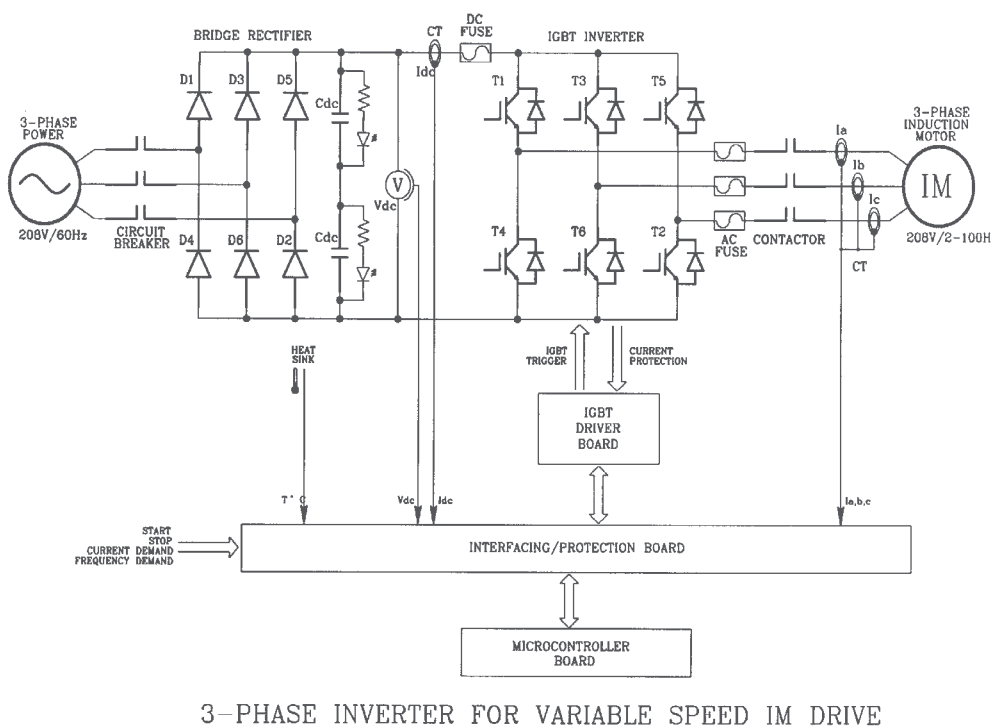 DC
FUSE
BRIDGE RECTIFIER
CT
IGBT INVERTER
Idc
D1
D3
D5
Cdc
T1
T3
T5
3-PHASE
POWER
Ia
3-PHASE
INDUCTION
MOTOR
Ib
V
Vdc
IM
Ic
208V/60Hz
CIRCUIT
BREAKER
D4
D6
D2
Cdc
T4
T6
T2
AC
FUSE
CONTACTOR
208V/2-100H
CT
HEAT
SINK
IGBT
TRIGGER
CURRENT
PROTECTION
IGBT
DRIVER
BOARD
T° C
Vdc
Idc
Ia,b,c
START
STOP
CURRENT DEMAND
FREQUENCY DEMAND
INTERFACING/PROTECTION BOARD
MICROCONTROLLER
BOARD
3-PHASE INVERTER FOR VARIABLE SPEED IM DRIVE